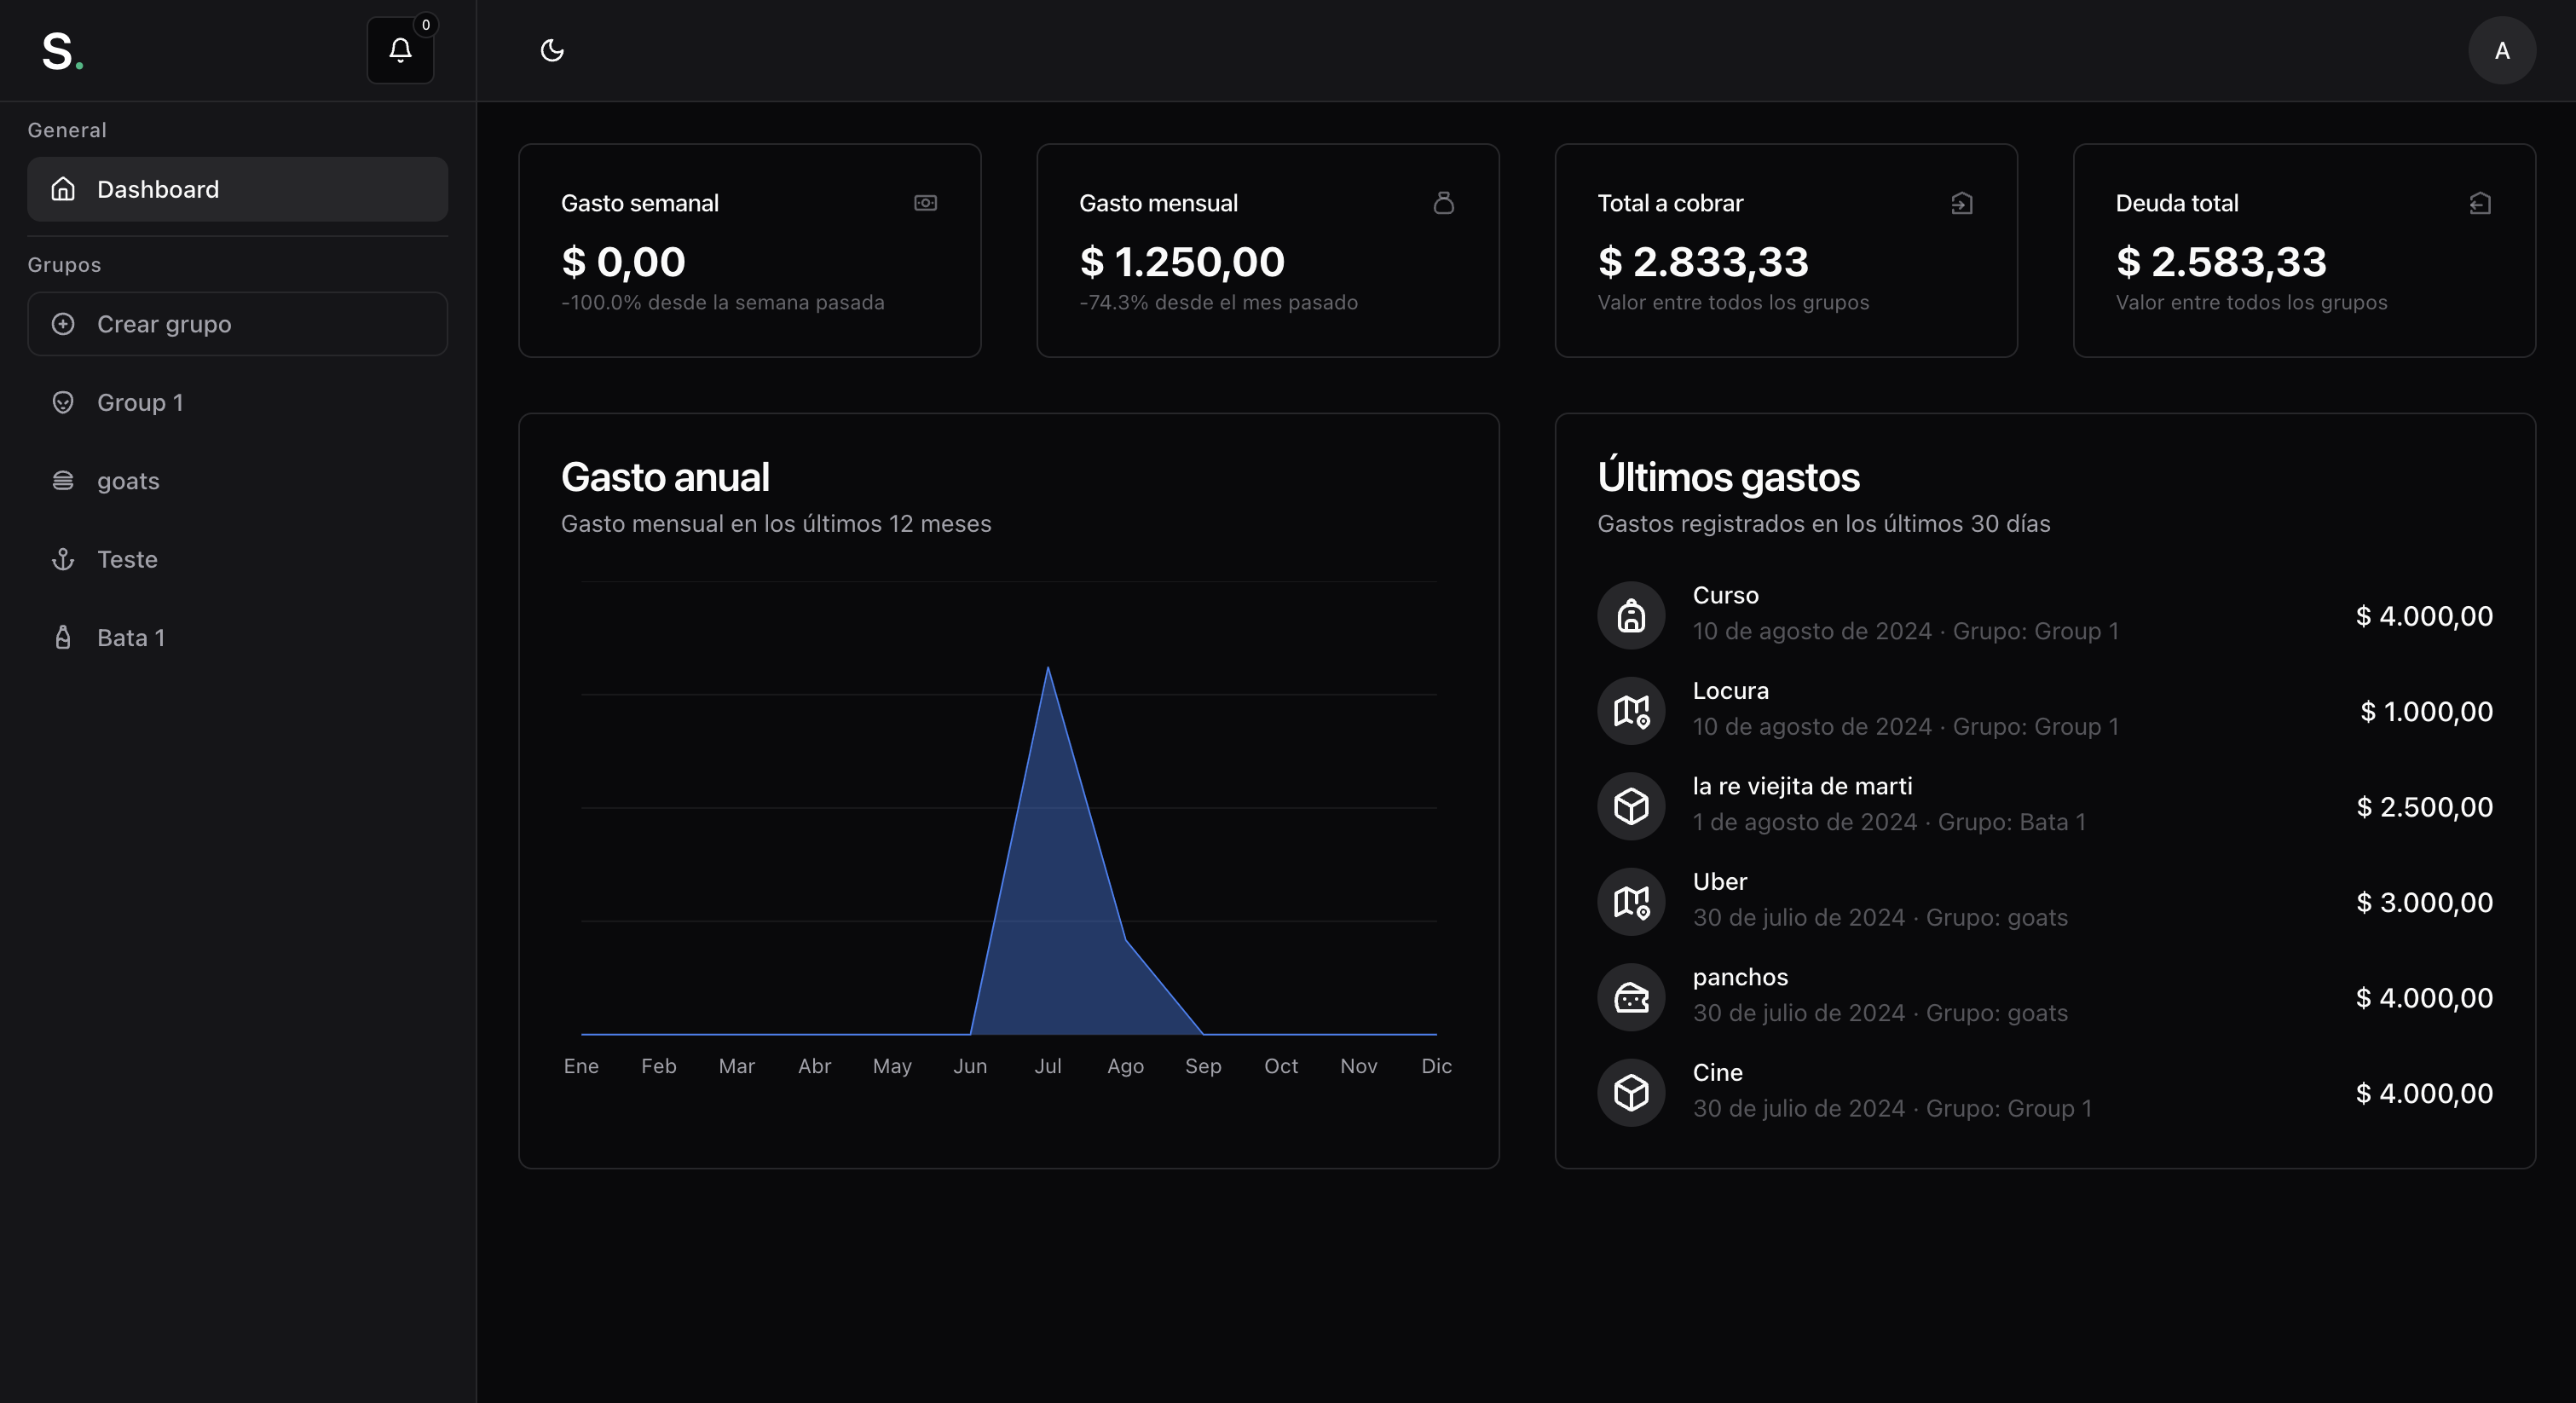 S.
0
A
General
Dashboard
Grupos
Crear grupo
Group 1
goats
Teste
Bata 1
Gasto semanal
$ 0,00
-100.0% desde la semana pasada
Gasto mensual
$ 1.250,00
-74.3% desde el mes pasado
Total a cobrar
$ 2.833,33
Valor entre todos los grupos
Deuda total
$ 2.583,33
Valor entre todos los grupos
Gasto anual
Gasto mensual en los últimos 12 meses
Ene Feb Mar Abr May Jun Jul Ago Sep Oct Nov Dic
Últimos gastos
Gastos registrados en los últimos 30 días
Curso
10 de agosto de 2024 · Grupo: Group 1
$ 4.000,00
Locura
10 de agosto de 2024 · Grupo: Group 1
$ 1.000,00
la re viejita de marti
1 de agosto de 2024 · Grupo: Bata 1
$ 2.500,00
Uber
30 de julio de 2024 · Grupo: goats
$ 3.000,00
panchos
30 de julio de 2024 · Grupo: goats
$ 4.000,00
Cine
30 de julio de 2024 · Grupo: Group 1
$ 4.000,00